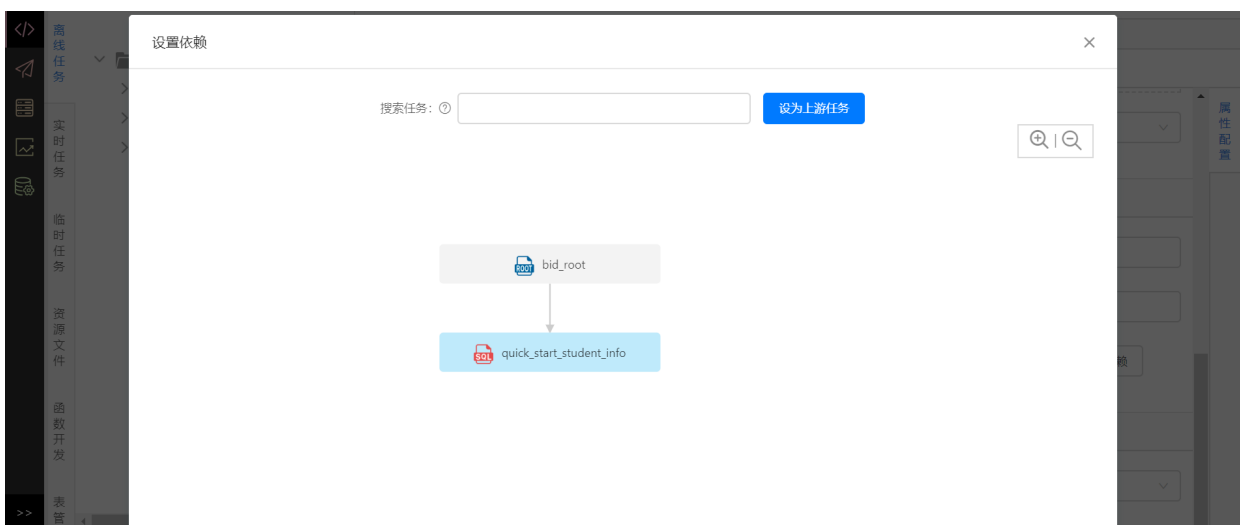 </>
离线任务
实时任务
临时任务
资源文件
函数开发
表管
>>
设置依赖
搜索任务:
设为上游任务
ROOT bid_root
SQL quick_start_student_info
属性配置
赖